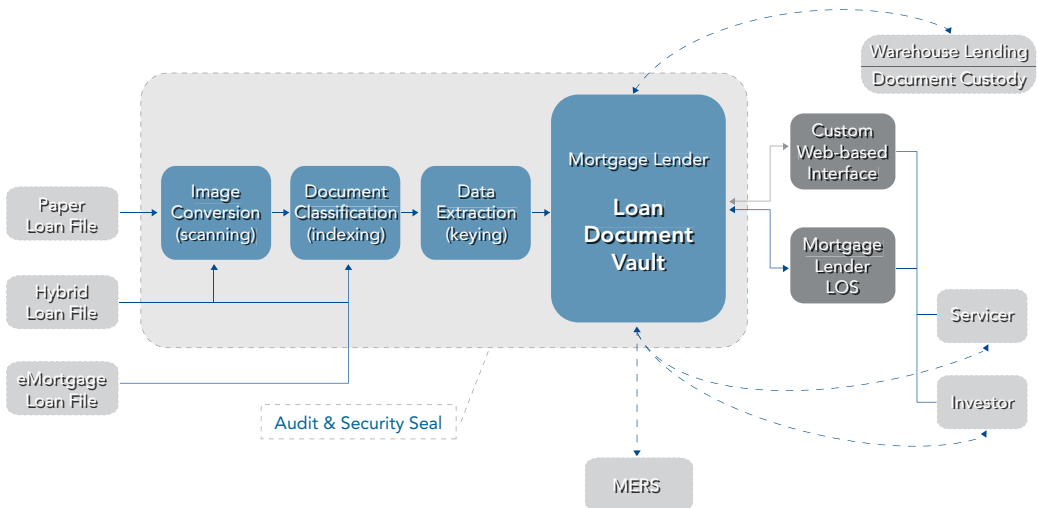 Warehouse Lending
Document Custody
Custom
Web-based
Interface
Mortgage Lender
Loan
Document
Vault
Image
Conversion
(scanning)
Document
Classification
(indexing)
Data
Extraction
(keying)
Paper
Loan File
Mortgage
Lender
LOS
Hybrid
Loan File
Servicer
eMortgage
Loan File
Investor
Audit & Security Seal
MERS